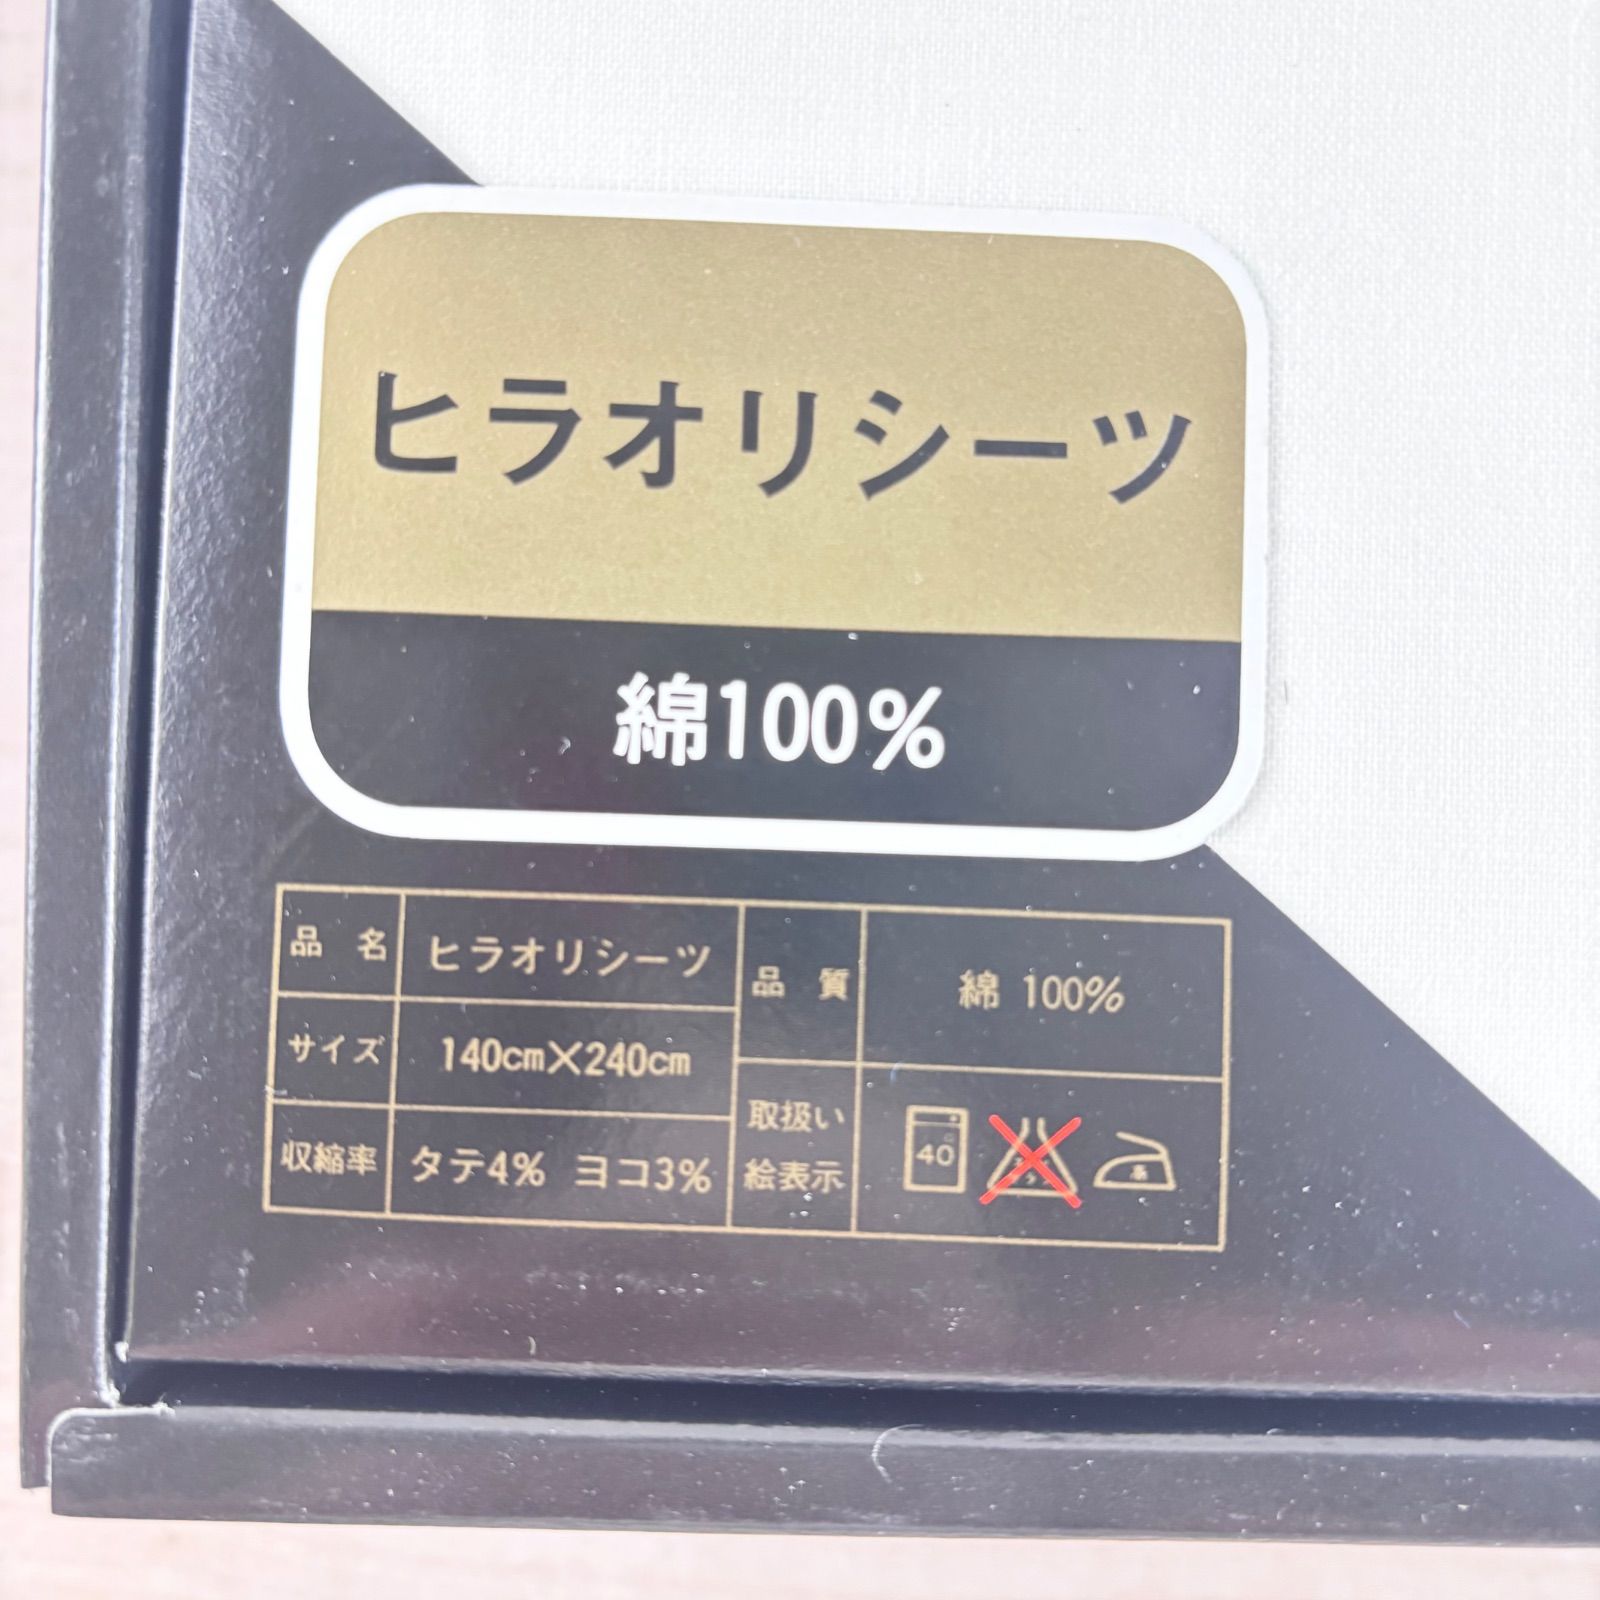 ヒラオリシーツ
綿100%
品 名 ヒラオリシーツ
サイズ 140cm×240cm
収縮率 タテ4% ヨコ3%
品 質 綿 100%
取扱い
絵表示
40